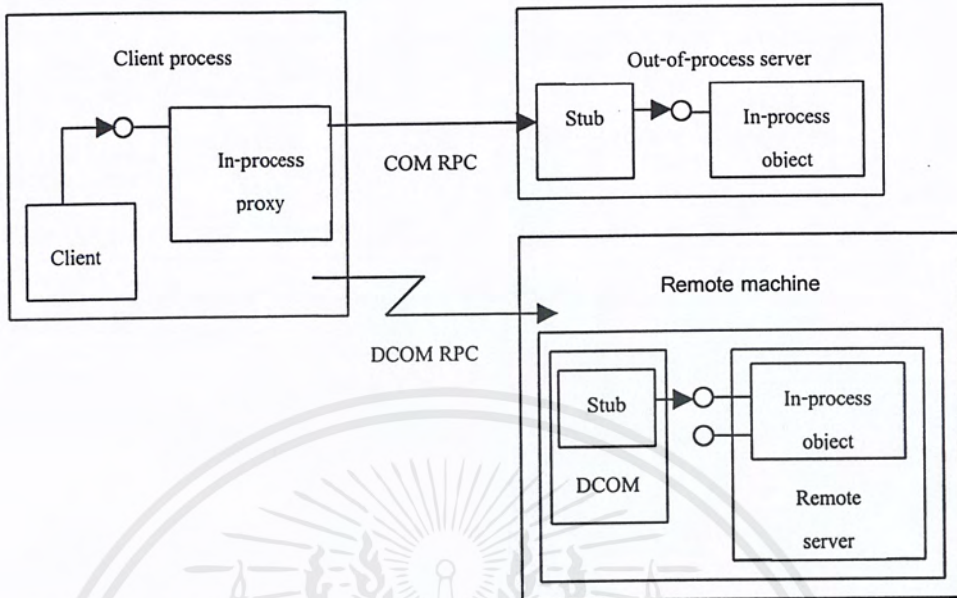 Client process
In-process
proxy
Client
COM RPC
DCOM RPC
Out-of-process server
Stub
In-process
object
Remote machine
Stub
DCOM
In-process
object
Remote
server